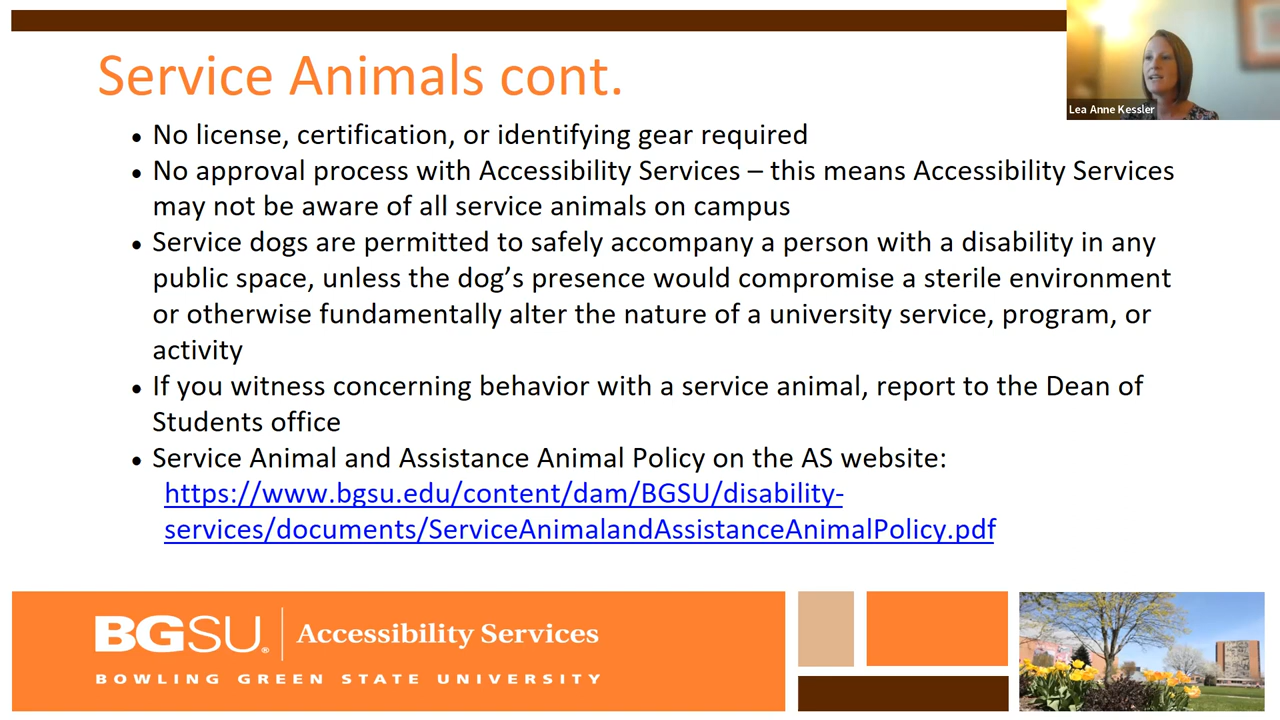 Service Animals cont.
Lea Anne Kessler
• No license, certification, or identifying gear required
• No approval process with Accessibility Services – this means Accessibility Services
may not be aware of all service animals on campus
• Service dogs are permitted to safely accompany a person with a disability in any
public space, unless the dog’s presence would compromise a sterile environment
or otherwise fundamentally alter the nature of a university service, program, or
activity
• If you witness concerning behavior with a service animal, report to the Dean of
Students office
• Service Animal and Assistance Animal Policy on the AS website:
https://www.bgsu.edu/content/dam/BGSU/disability-
services/documents/ServiceAnimalandAssistanceAnimalPolicy.pdf
BGSU® Accessibility Services
BOWLING GREEN STATE UNIVERSITY